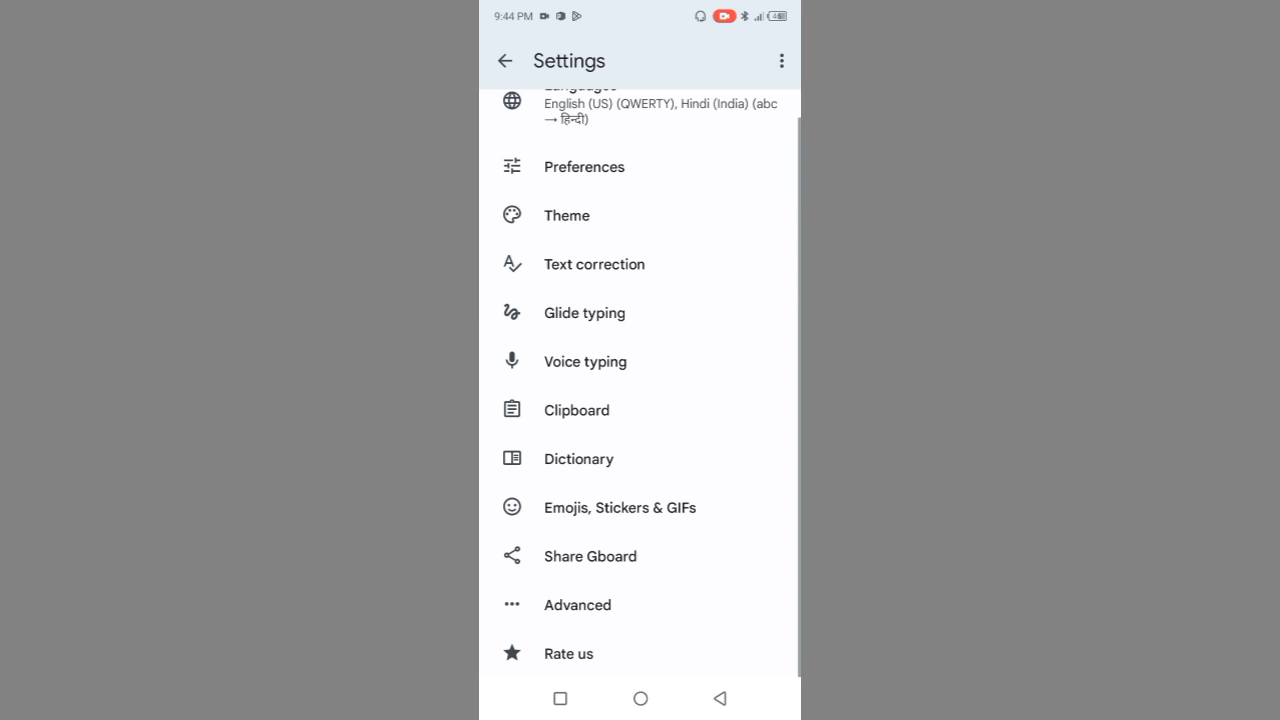 9:44 PM
Settings
Languages
English (US) (QWERTY), Hindi (India) (abc
→ हिन्दी)
Preferences
Theme
Text correction
Glide typing
Voice typing
Clipboard
Dictionary
Emojis, Stickers & GIFs
Share Gboard
Advanced
Rate us